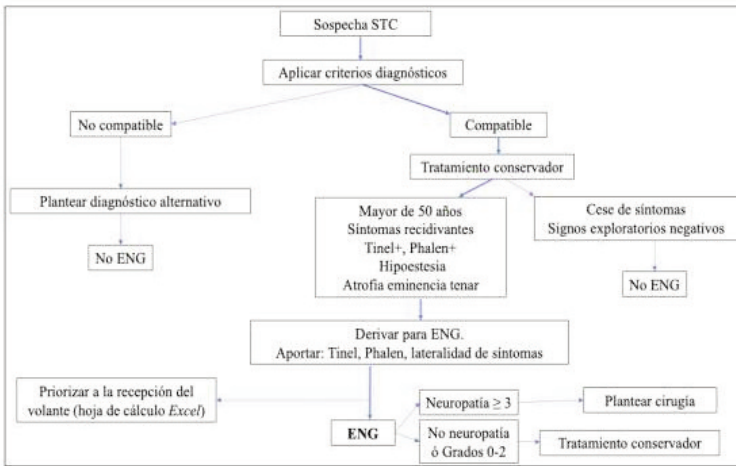 Sospecha STC
Aplicar criterios diagnósticos
No compatible
Compatible
Tratamiento conservador
Plantear diagnóstico alternativo
Mayor de 50 años
Síntomas recidivantes
Tinel+, Phalen+
Hipoestesia
Atrofia eminencia tenar
Cese de síntomas
Signos exploratorios negativos
No ENG
No ENG
Derivar para ENG.
Aportar: Tinel, Phalen, lateralidad de síntomas
Priorizar a la recepción del
volante (hoja de cálculo Excel)
Neuropatía ≥ 3
Plantear cirugía
ENG
No neuropatía
ó Grados 0-2
Tratamiento conservador